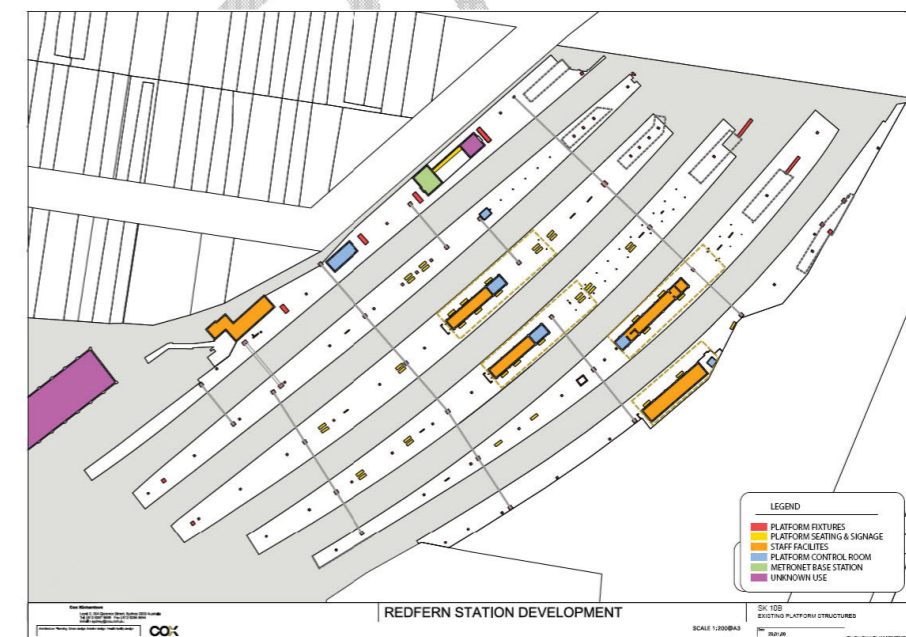 LEGEND
PLATFORM FIXTURES
PLATFORM SEATING & SIGNAGE
STAFF FACILITES
PLATFORM CONTROL ROOM
METRONET BASE STATION
UNKNOWN USE
Cox Richardson
COX
REDFERN STATION DEVELOPMENT
SCALE 1:200@A3
SK 10B
EXISTING PLATFORM STRUCTURES